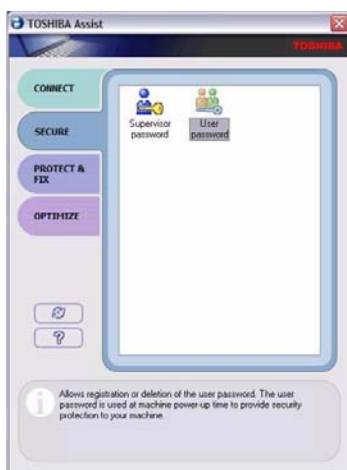 TOSHIBA Assist
TOSHIBA
CONNECT
SECURE
PROTECT &
FIX
OPTIMIZE
Supervisor
password
User
password
Allows registration or deletion of the user password. The user
password is used at machine power-up time to provide security
protection to your machine.